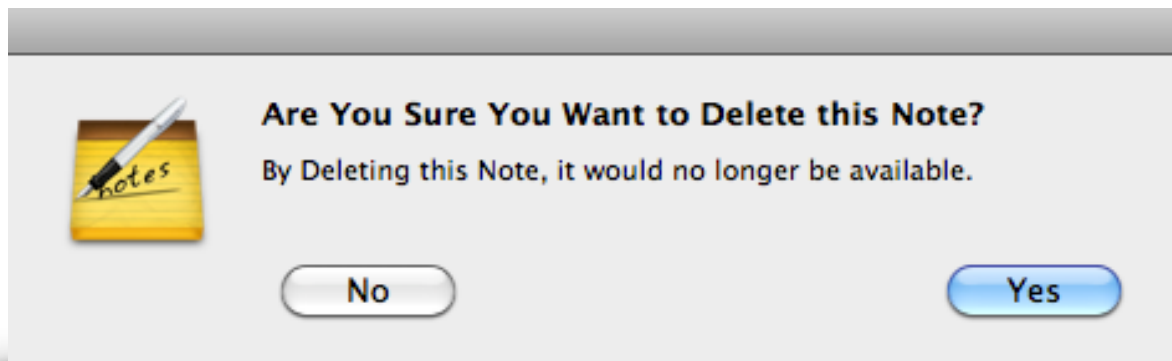 Are You Sure You Want to Delete this Note?
By Deleting this Note, it would no longer be available.
notes
No
Yes